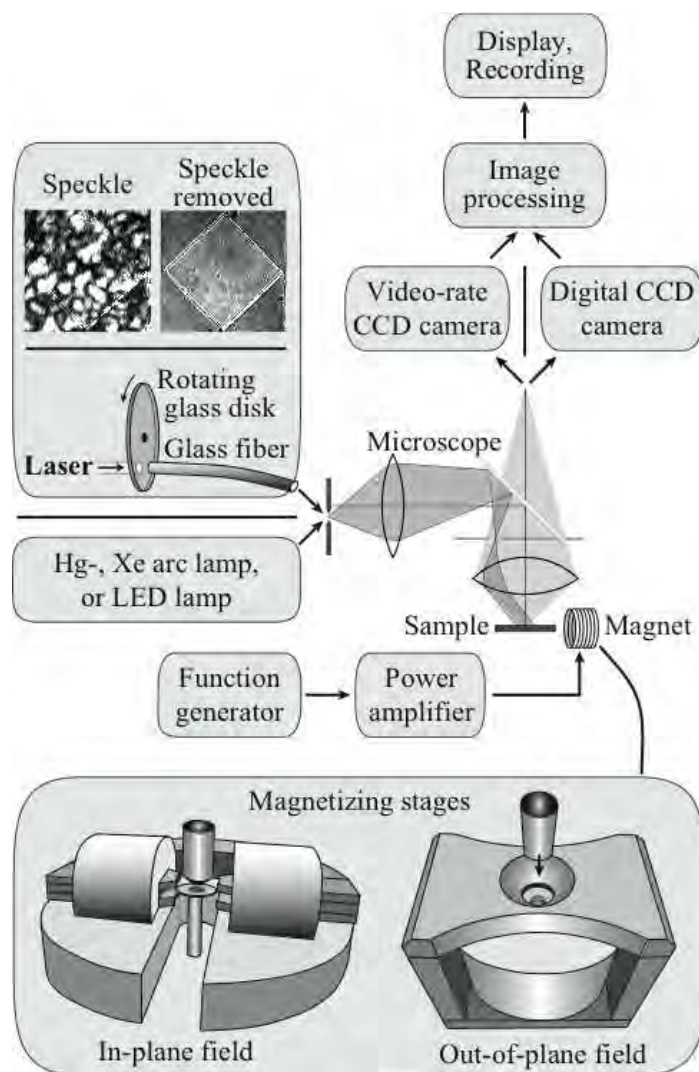 Display,
Recording
Image
processing
Video-rate
CCD camera
Digital CCD
camera
Speckle
Speckle
removed
Rotating
glass disk
Glass fiber
Laser
Microscope
Hg-, Xe arc lamp,
or LED lamp
Sample
Magnet
Function
generator
Power
amplifier
Magnetizing stages
In-plane field
Out-of-plane field